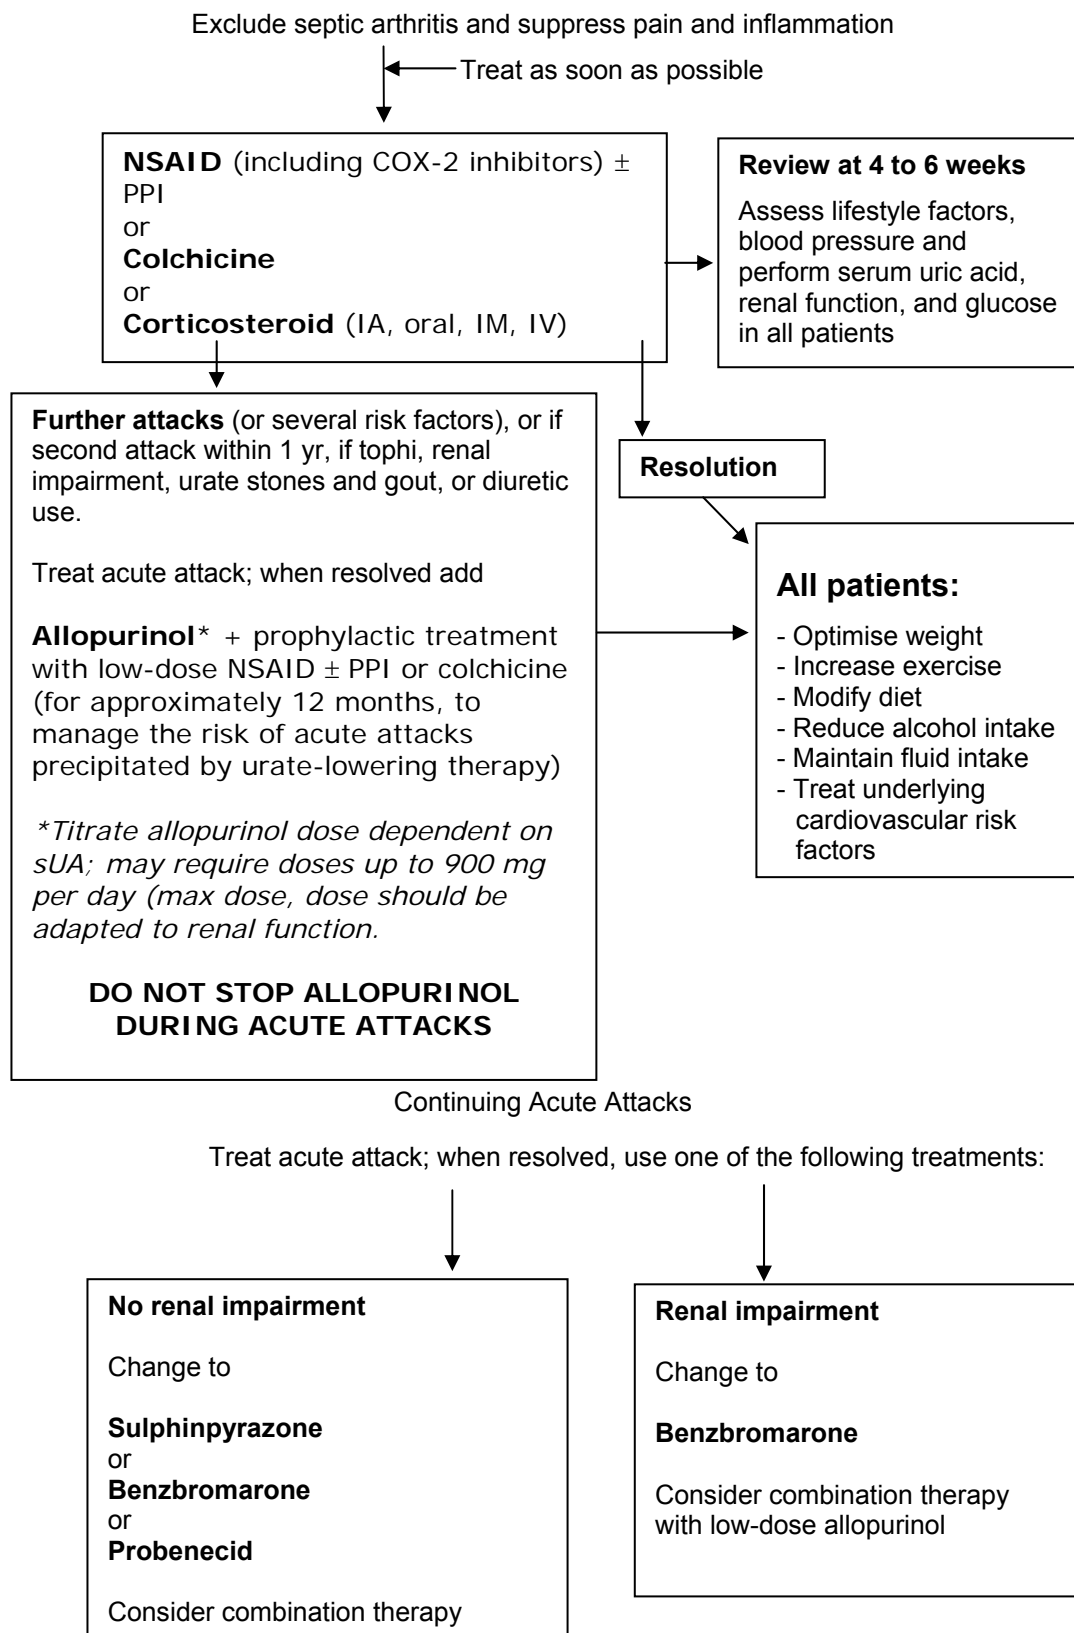 Exclude septic arthritis and suppress pain and inflammation
Treat as soon as possible
NSAID (including COX-2 inhibitors) ±
PPI
or
Colchicine
or
Corticosteroid (IA, oral, IM, IV)
Review at 4 to 6 weeks
Assess lifestyle factors,
blood pressure and
perform serum uric acid,
renal function, and glucose
in all patients
Further attacks (or several risk factors), or if
second attack within 1 yr, if tophi, renal
impairment, urate stones and gout, or diuretic
use.
Treat acute attack; when resolved add
Allopurinol* + prophylactic treatment
with low-dose NSAID ± PPI or colchicine
(for approximately 12 months, to
manage the risk of acute attacks
precipitated by urate-lowering therapy)
*Titrate allopurinol dose dependent on
sUA; may require doses up to 900 mg
per day (max dose, dose should be
adapted to renal function.
DO NOT STOP ALLOPURINOL
DURING ACUTE ATTACKS
Resolution
All patients:
- Optimise weight
- Increase exercise
- Modify diet
- Reduce alcohol intake
- Maintain fluid intake
- Treat underlying
cardiovascular risk
factors
Continuing Acute Attacks
Treat acute attack; when resolved, use one of the following treatments:
No renal impairment
Change to
Sulphinpyrazone
or
Benzbromarone
or
Probenecid
Consider combination therapy
Renal impairment
Change to
Benzbromarone
Consider combination therapy
with low-dose allopurinol